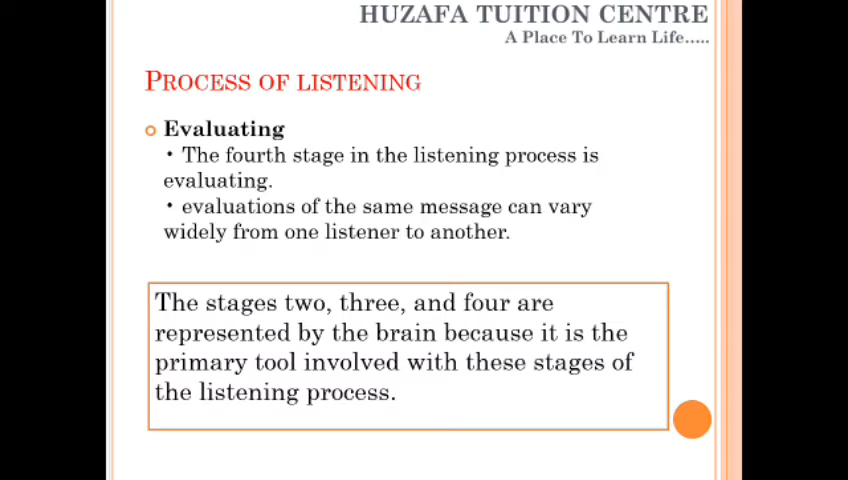 HUZAFA TUITION CENTRE
A Place To Learn Life.....
PROCESS OF LISTENING
Evaluating
• The fourth stage in the listening process is
evaluating.
• evaluations of the same message can vary
widely from one listener to another.
The stages two, three, and four are
represented by the brain because it is the
primary tool involved with these stages of
the listening process.